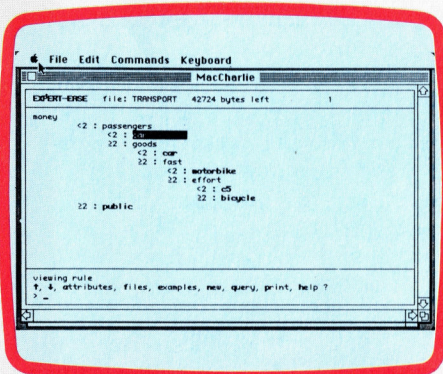 File Edit Commands Keyboard
MacCharlie
EXPERT-EASE file: TRANSPORT 42724 bytes left 1
money
<2 : passengers
<2 :
≥2 : goods
<2 : car
≥2 : fast
<2 : motorbike
≥2 : effort
<2 : c5
≥2 : bicycle
≥2 : public
viewing rule
↑, ↓, attributes, files, examples, new, query, print, help ?
> _